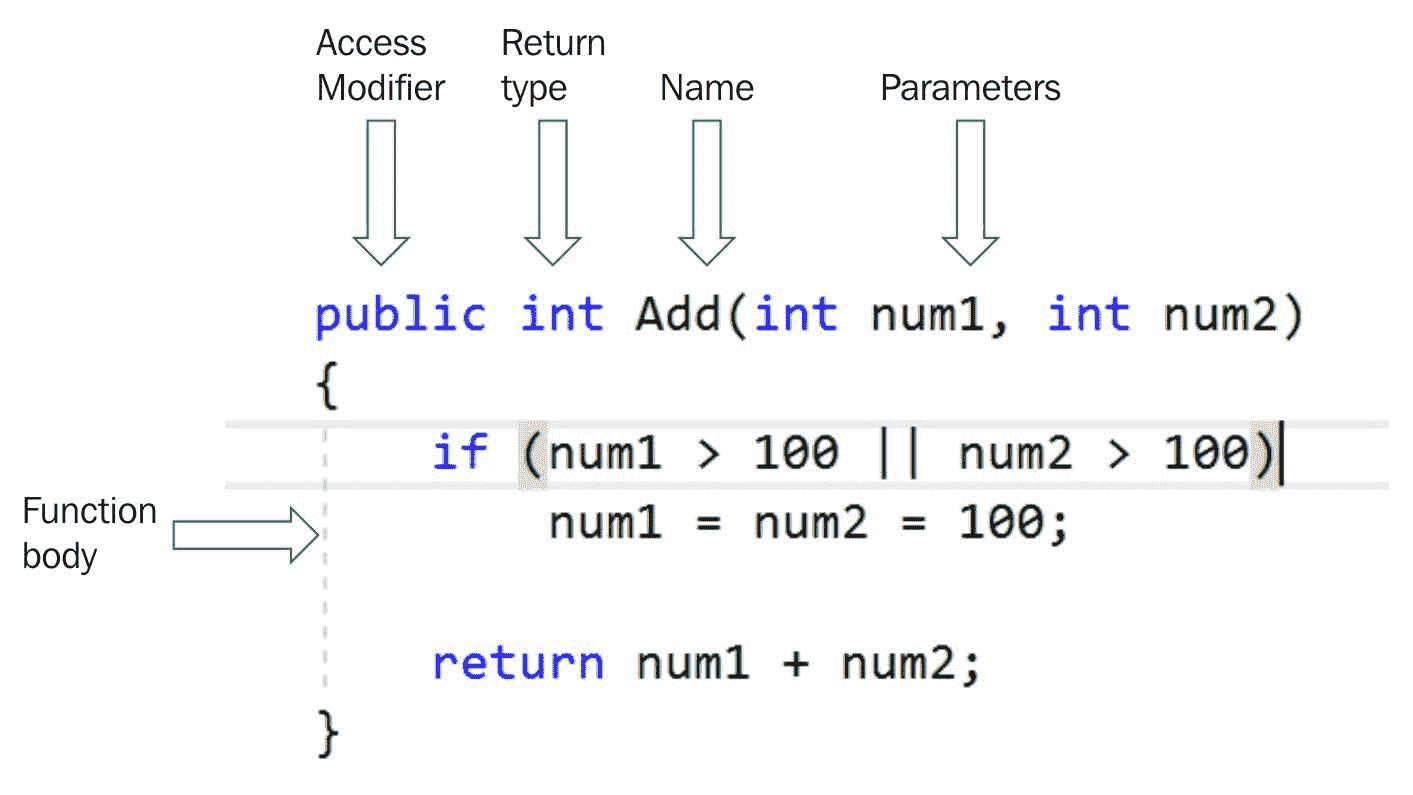 Access Modifier
Return type
Name
Parameters
public int Add(int num1, int num2)
{
if (num1 > 100 || num2 > 100)
Function body
num1 = num2 = 100;
return num1 + num2;
}